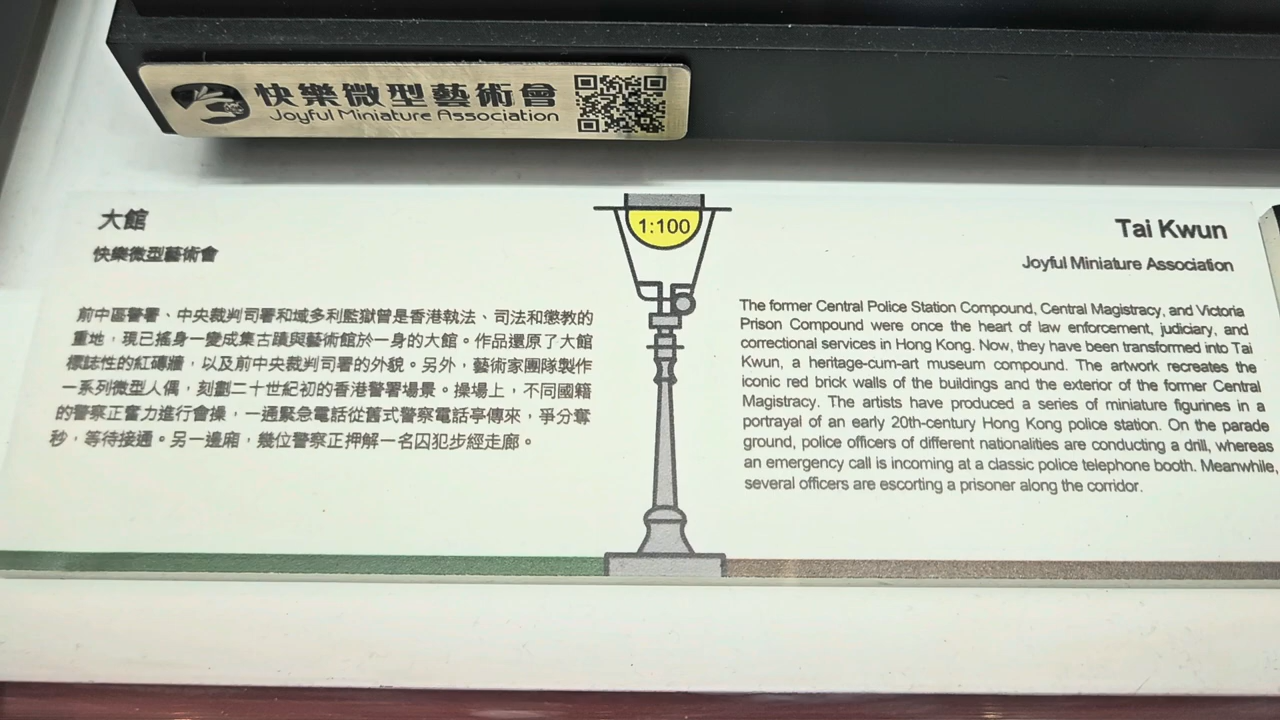 快樂微型藝術會
Joyful Miniature Association
大館
快樂微型藝術會
前中區警署、中央裁判司署和域多利監獄曾是香港執法、司法和懲教的
重地，現已搖身一變成集古蹟與藝術館於一身的大館。作品還原了大館
標誌性的紅磚牆，以及前中央裁判司署的外貌。另外，藝術家團隊製作
一系列微型人偶，刻劃二十世紀初的香港警署場景。操場上，不同國籍
的警察正奮力進行會操，一通緊急電話從舊式警察電話亭傳來，爭分奪
秒，等待接通。另一邊廂，幾位警察正押解一名囚犯步經走廊。
1:100
Tai Kwun
Joyful Miniature Association
The former Central Police Station Compound, Central Magistracy, and Victoria
Prison Compound were once the heart of law enforcement, judiciary, and
correctional services in Hong Kong. Now, they have been transformed into Tai
Kwun, a heritage-cum-art museum compound. The artwork recreates the
iconic red brick walls of the buildings and the exterior of the former Central
Magistracy. The artists have produced a series of miniature figurines in a
portrayal of an early 20th-century Hong Kong police station. On the parade
ground, police officers of different nationalities are conducting a drill, whereas
an emergency call is incoming at a classic police telephone booth. Meanwhile,
several officers are escorting a prisoner along the corridor.